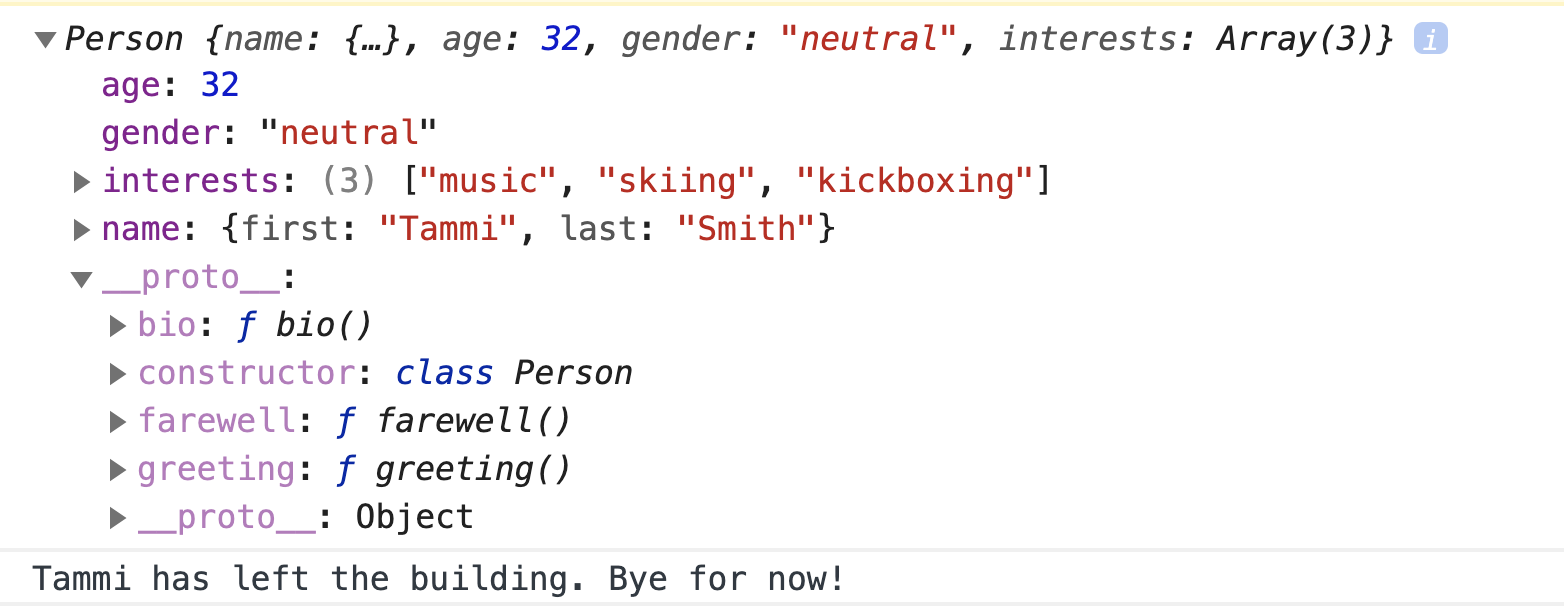 ▼Person {name: {…}, age: 32, gender: "neutral", interests: Array(3)} i
age: 32
gender: "neutral"
▶interests: (3) ["music", "skiing", "kickboxing"]
▶name: {first: "Tammi", last: "Smith"}
▼__proto__:
▶bio: ƒ bio()
▶constructor: class Person
▶farewell: ƒ farewell()
▶greeting: ƒ greeting()
▶__proto__: Object
Tammi has left the building. Bye for now!